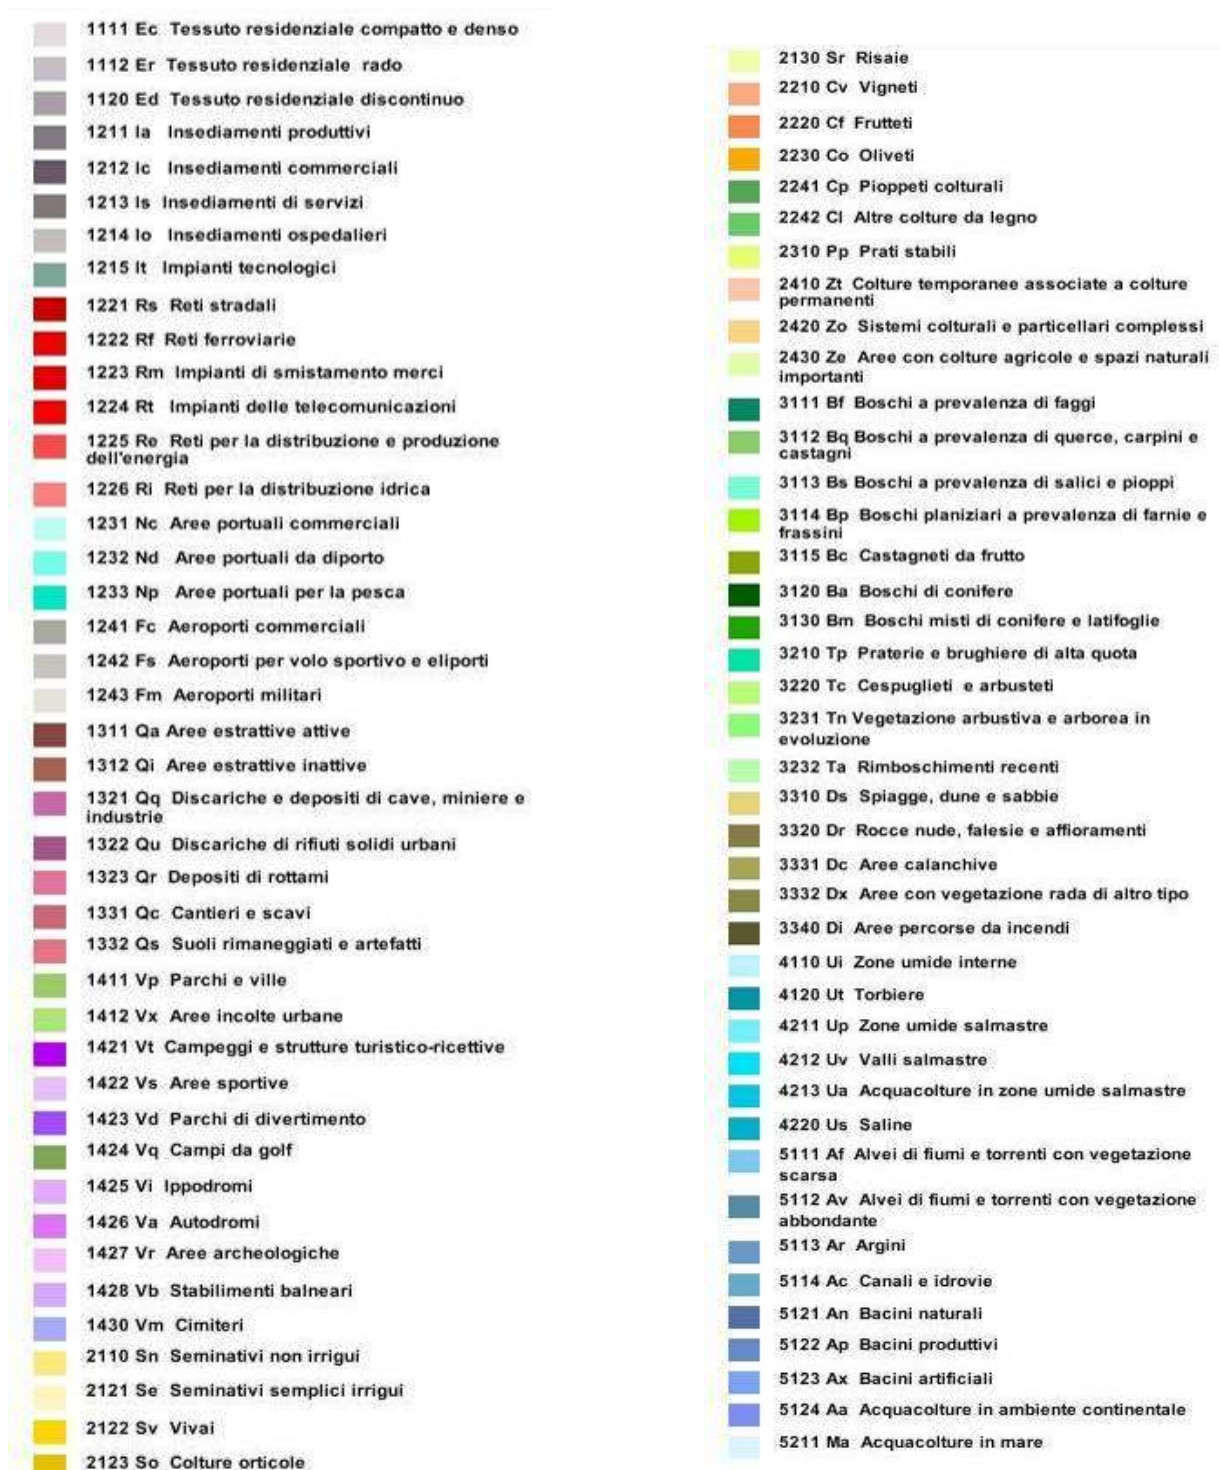 1111 Ec Tessuto residenziale compatto e denso
1112 Er Tessuto residenziale rado
1120 Ed Tessuto residenziale discontinuo
1211 Ia Insediamenti produttivi
1212 Ic Insediamenti commerciali
1213 Is Insediamenti di servizi
1214 Io Insediamenti ospedalieri
1215 It Impianti tecnologici
1221 Rs Reti stradali
1222 Rf Reti ferroviarie
1223 Rm Impianti di smistamento merci
1224 Rt Impianti delle telecomunicazioni
1225 Re Reti per la distribuzione e produzione
dell'energia
1226 Ri Reti per la distribuzione idrica
1231 Nc Aree portuali commerciali
1232 Nd Aree portuali da diporto
1233 Np Aree portuali per la pesca
1241 Fc Aeroporti commerciali
1242 Fs Aeroporti per volo sportivo e eliporti
1243 Fm Aeroporti militari
1311 Qa Aree estrattive attive
1312 Qi Aree estrattive inattive
1321 Qq Discariche e depositi di cave, miniere e
industrie
1322 Qu Discariche di rifiuti solidi urbani
1323 Qr Depositi di rottami
1331 Qc Cantieri e scavi
1332 Qs Suoli rimaneggiati e artefatti
1411 Vp Parchi e ville
1412 Vx Aree incolte urbane
1421 Vt Campeggi e strutture turistico-ricettive
1422 Vs Aree sportive
1423 Vd Parchi di divertimento
1424 Vq Campi da golf
1425 Vi Ippodromi
1426 Va Autodromi
1427 Vr Aree archeologiche
1428 Vb Stabilimenti balneari
1430 Vm Cimiteri
2110 Sn Seminativi non irrigui
2121 Se Seminativi semplici irrigui
2122 Sv Vivai
2123 So Colture orticole
2130 Sr Risaie
2210 Cv Vigneti
2220 Cf Frutteti
2230 Co Oliveti
2241 Cp Pioppeti colturali
2242 Cl Altre colture da legno
2310 Pp Prati stabili
2410 Zt Colture temporanee associate a colture
permanenti
2420 Zo Sistemi colturali e particellari complessi
2430 Ze Aree con colture agricole e spazi naturali
importanti
3111 Bf Boschi a prevalenza di faggi
3112 Bq Boschi a prevalenza di querce, carpini e
castagni
3113 Bs Boschi a prevalenza di salici e pioppi
3114 Bp Boschi planiziari a prevalenza di farnie e
frassini
3115 Bc Castagneti da frutto
3120 Ba Boschi di conifere
3130 Bm Boschi misti di conifere e latifoglie
3210 Tp Praterie e brughiere di alta quota
3220 Tc Cespuglieti e arbusteti
3231 Tn Vegetazione arbustiva e arborea in
evoluzione
3232 Ta Rimboschimenti recenti
3310 Ds Spiagge, dune e sabbie
3320 Dr Rocce nude, falesie e affioramenti
3331 Dc Aree calanchive
3332 Dx Aree con vegetazione rada di altro tipo
3340 Di Aree percorse da incendi
4110 Ui Zone umide interne
4120 Ut Torbiere
4211 Up Zone umide salmastre
4212 Uv Valli salmastre
4213 Ua Acquacolture in zone umide salmastre
4220 Us Saline
5111 Af Alvei di fiumi e torrenti con vegetazione
scarsa
5112 Av Alvei di fiumi e torrenti con vegetazione
abbondante
5113 Ar Argini
5114 Ac Canali e idrovie
5121 An Bacini naturali
5122 Ap Bacini produttivi
5123 Ax Bacini artificiali
5124 Aa Acquacolture in ambiente continentale
5211 Ma Acquacolture in mare